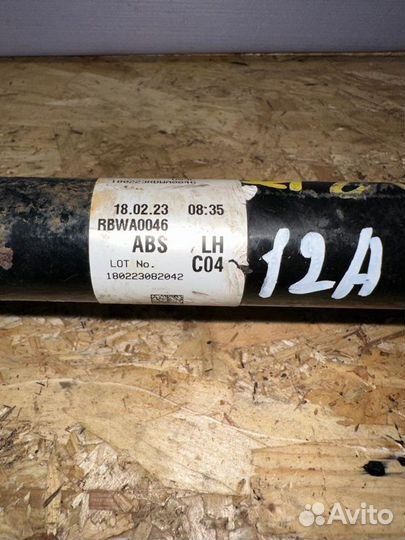 18.02.23 08:35
RBWA0046
ABS LH
LOT No. C04
180223082042
12A
Avito